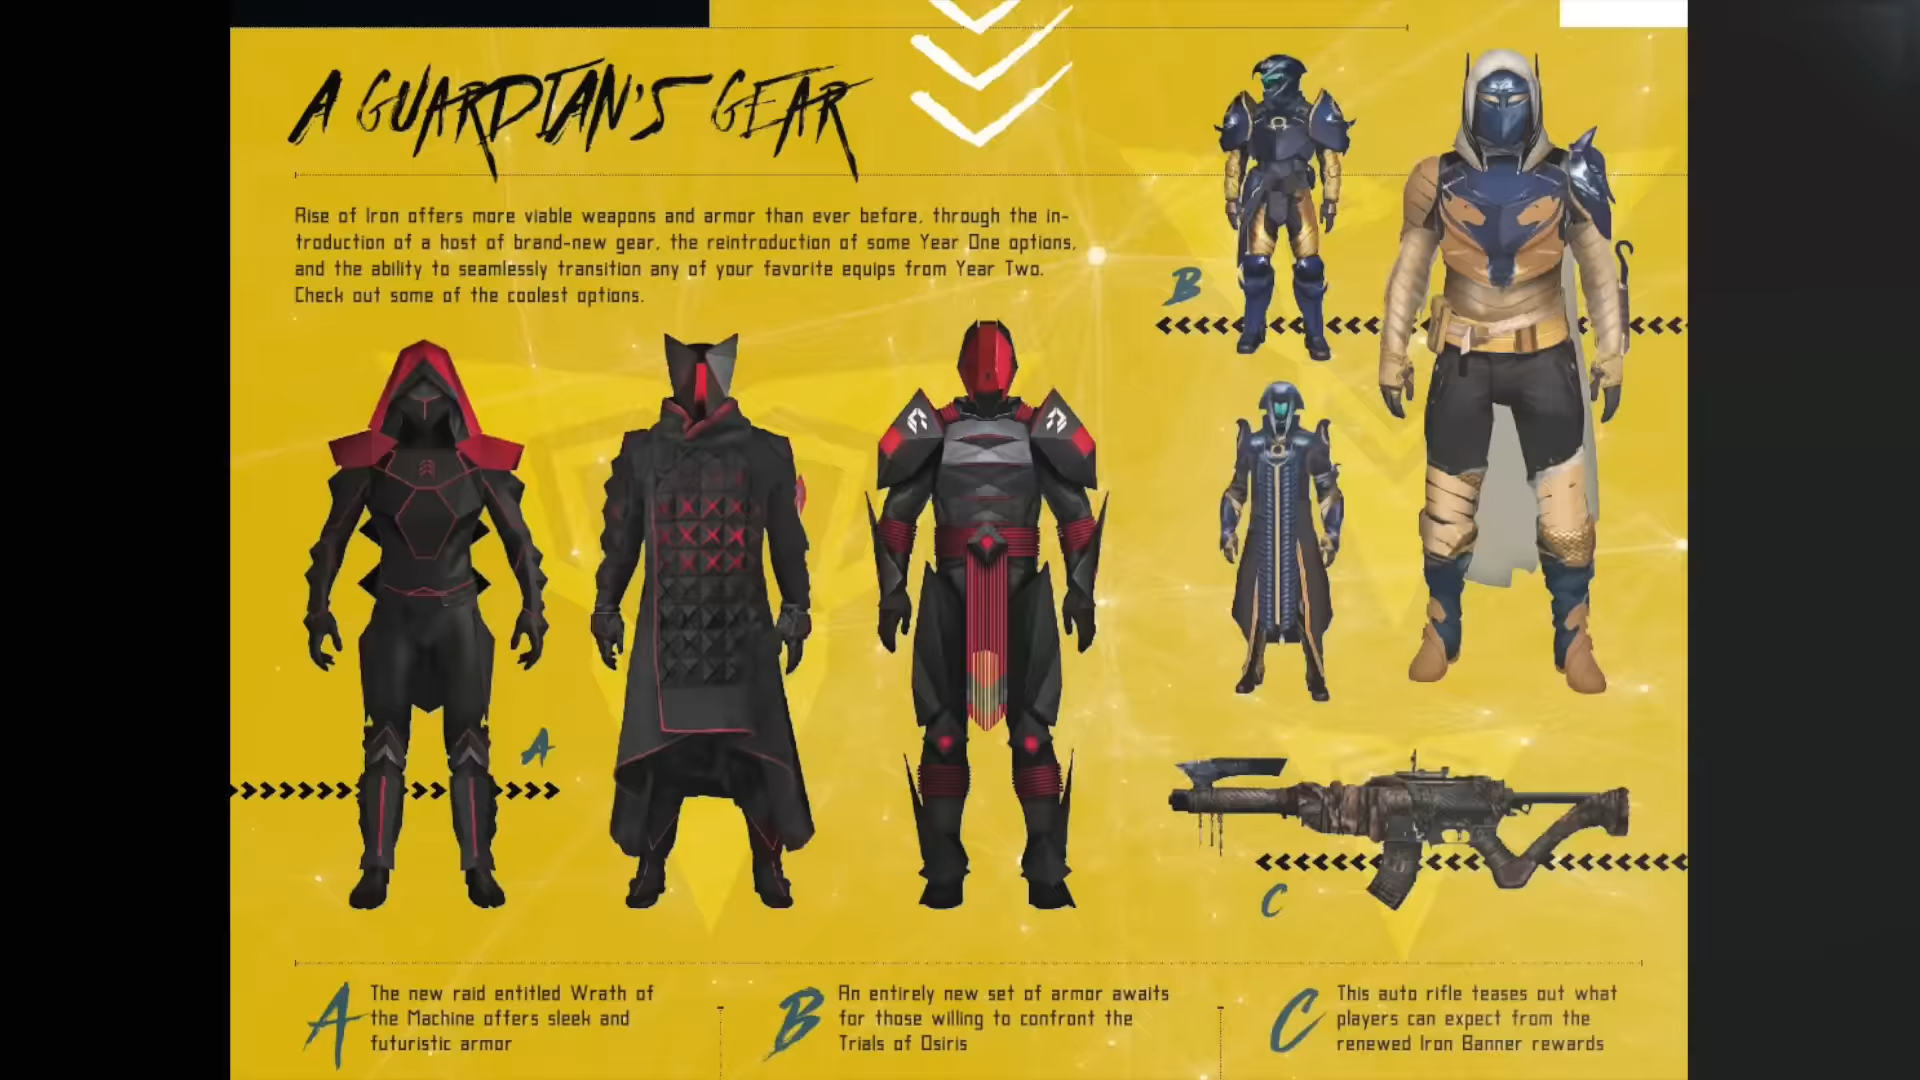 A GUARDIAN'S GEAR
Rise of Iron offers more viable weapons and armor than ever before, through the in-
troduction of a host of brand-new gear, the reintroduction of some Year One options,
and the ability to seamlessly transition any of your favorite equips from Year Two.
Check out some of the coolest options.
B
A
C
A
The new raid entitled Wrath of
the Machine offers sleek and
futuristic armor
B
An entirely new set of armor awaits
for those willing to confront the
Trials of Osiris
C
This auto rifle teases out what
players can expect from the
renewed Iron Banner rewards